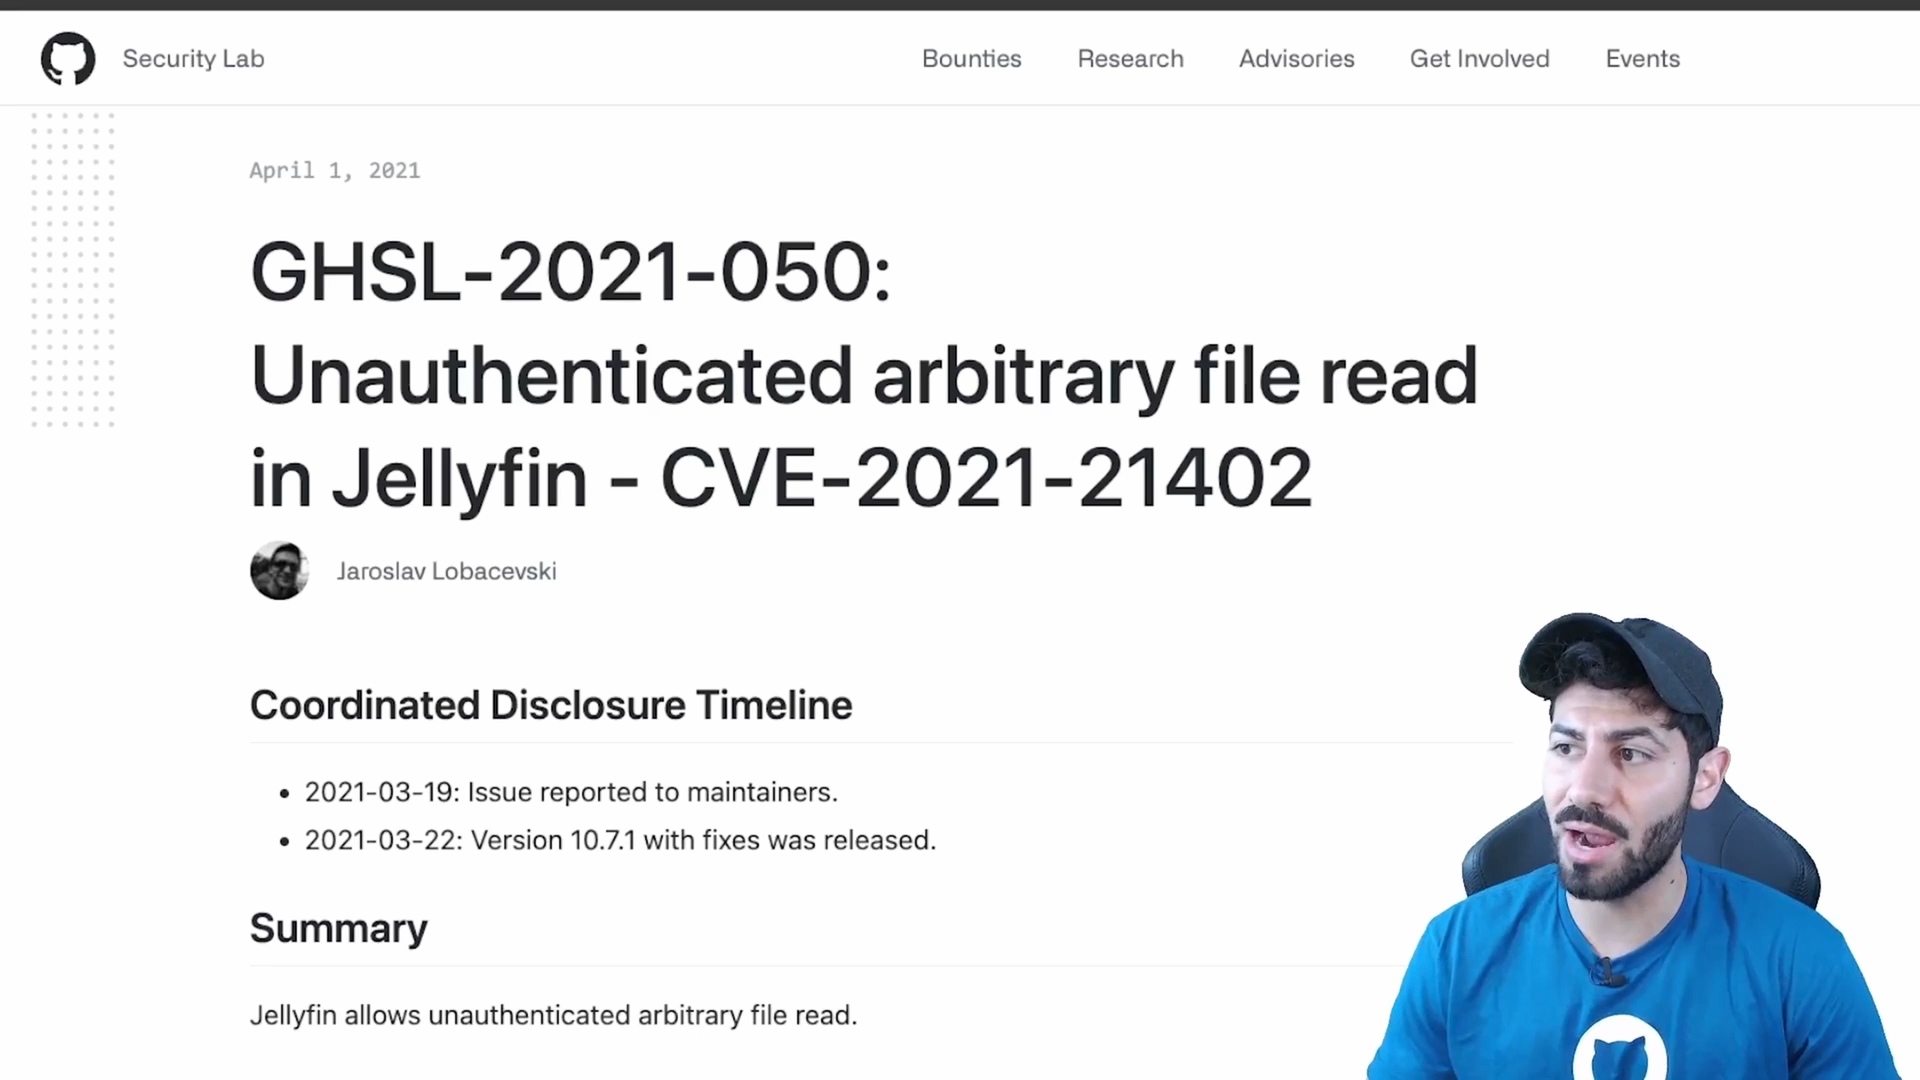 Security Lab
Bounties
Research
Advisories
Get Involved
Events
April 1, 2021
GHSL-2021-050:
Unauthenticated arbitrary file read
in Jellyfin - CVE-2021-21402
Jaroslav Lobacevski
Coordinated Disclosure Timeline
• 2021-03-19: Issue reported to maintainers.
• 2021-03-22: Version 10.7.1 with fixes was released.
Summary
Jellyfin allows unauthenticated arbitrary file read.